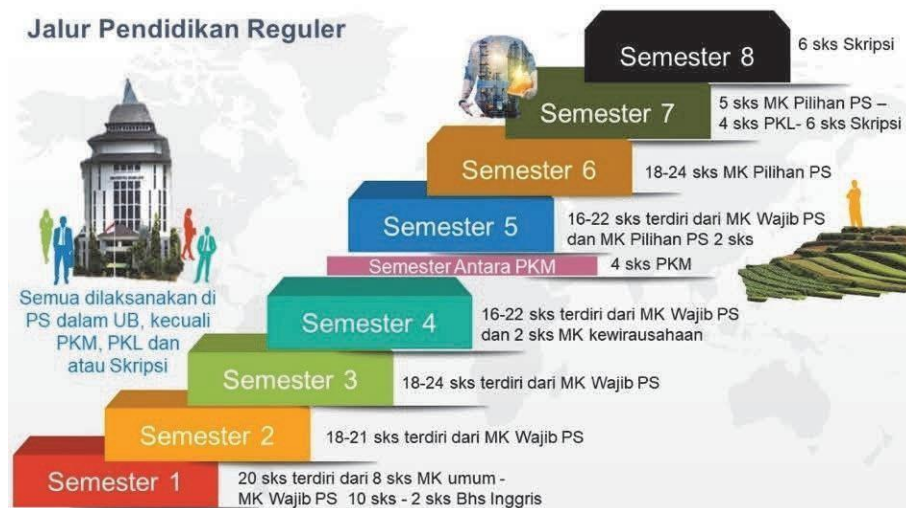 Jalur Pendidikan Reguler
Semester 8
6 sks Skripsi
Semester 7
5 sks MK Pilihan PS –
4 sks PKL- 6 sks Skripsi
Semester 6
18-24 sks MK Pilihan PS
Semester 5
16-22 sks terdiri dari MK Wajib PS
dan MK Pilihan PS 2 sks
Semester Antara PKM
4 sks PKM
Semua dilaksanakan di
PS dalam UB, kecuali
PKM, PKL dan
atau Skripsi
Semester 4
16-22 sks terdiri dari MK Wajib PS
dan 2 sks MK kewirausahaan
Semester 3
18-24 sks terdiri dari MK Wajib PS
Semester 2
18-21 sks terdiri dari MK Wajib PS
Semester 1
20 sks terdiri dari 8 sks MK umum -
MK Wajib PS 10 sks - 2 sks Bhs Inggris